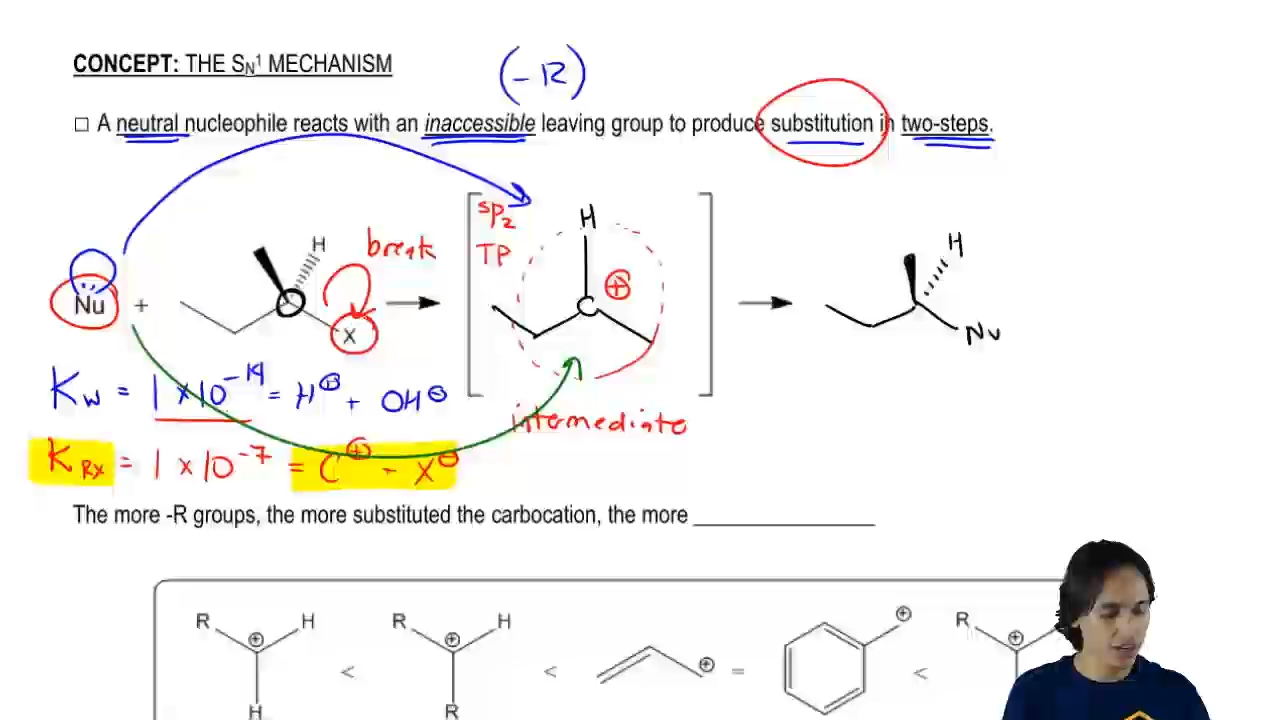 CONCEPT: THE SN1 MECHANISM
(-R)
□ A neutral nucleophile reacts with an inaccessible leaving group to produce substitution in two-steps.
Nu + H X break
sp2
TP
H
C ⊕
H
Nu
Kw = 1 x 10^-14 = H⊕ + OH⊖
intermediate
KRX = 1 x 10^-7 = C⊕ - X⊖
The more -R groups, the more substituted the carbocation, the more ________________
R ⊕ H H < R ⊕ H R < ⊕ = ⊕ < R ⊕